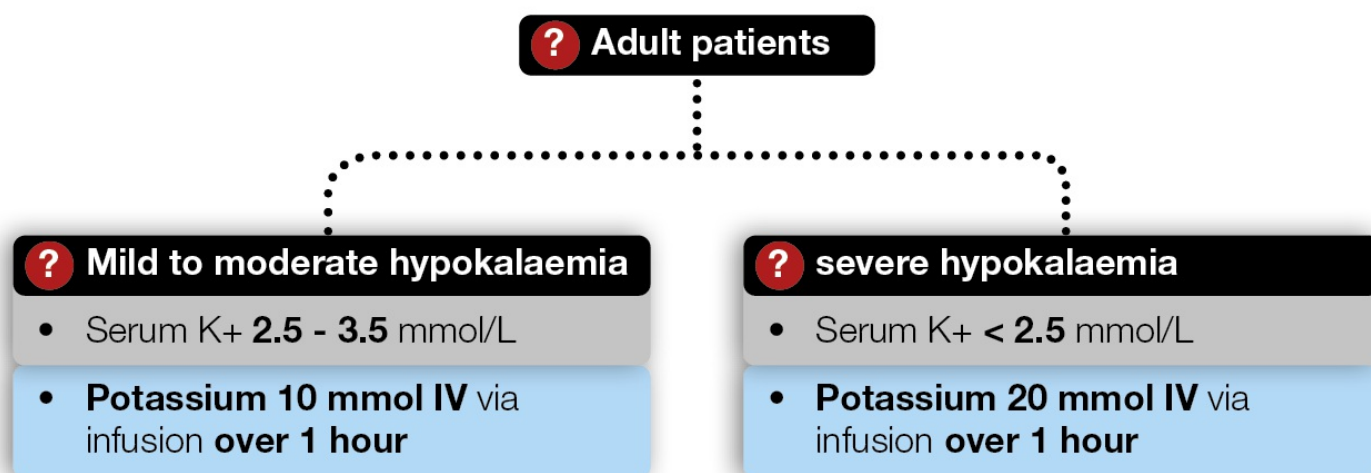 ? Adult patients
? Mild to moderate hypokalaemia
• Serum K+ 2.5 - 3.5 mmol/L
• Potassium 10 mmol IV via
infusion over 1 hour
? severe hypokalaemia
• Serum K+ < 2.5 mmol/L
• Potassium 20 mmol IV via
infusion over 1 hour